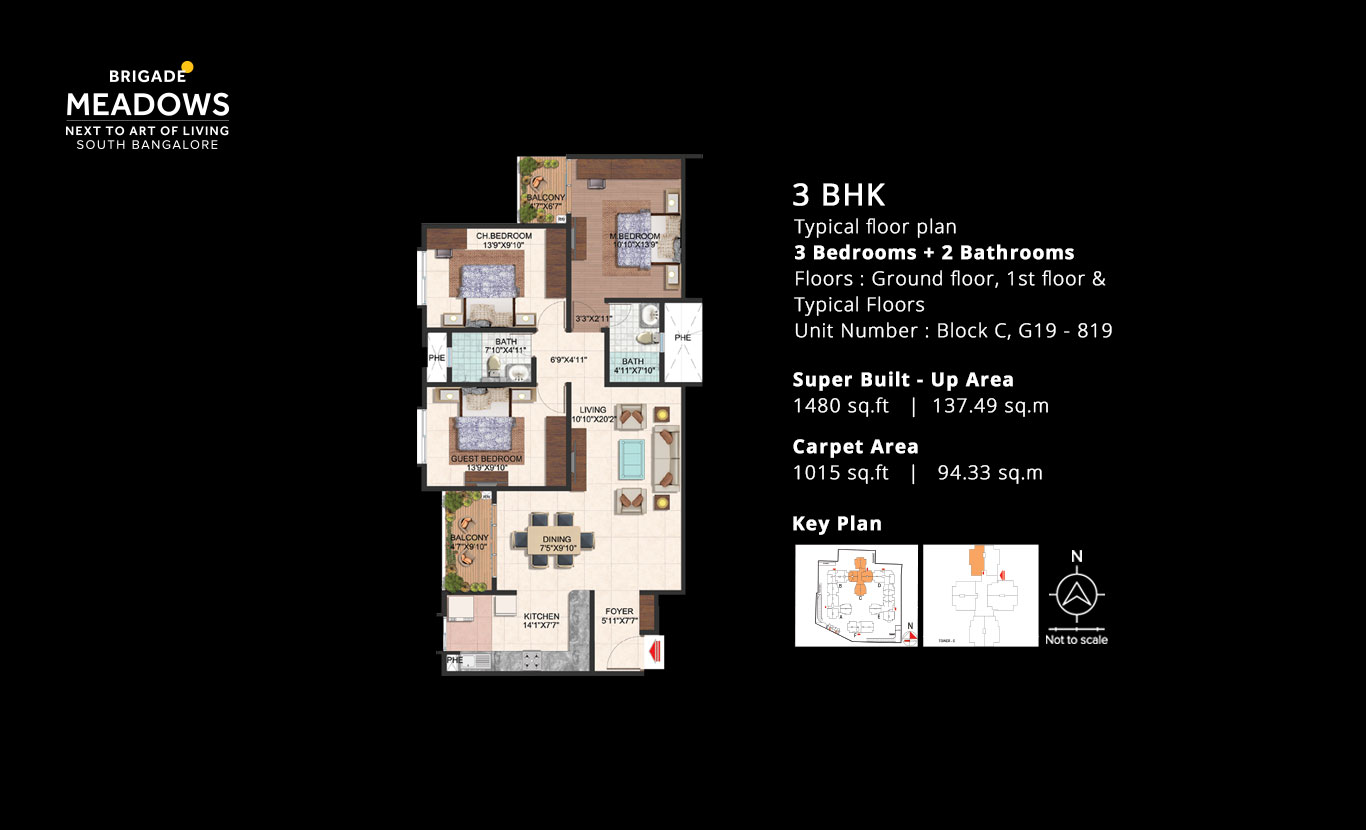 BRIGADE
MEADOWS
NEXT TO ART OF LIVING
SOUTH BANGALORE
BALCONY
4'7"X6'7"
M.BEDROOM
10'10"X13'9"
CH.BEDROOM
13'9"X9'10"
3'3"X2'11"
BATH
7'10"X4'11"
PHE
6'9"X4'11"
BATH
4'11"X7'10"
PHE
LIVING
10'10"X20'2"
GUEST BEDROOM
13'9"X9'10"
BALCONY
4'7"X9'10"
DINING
7'5"X9'10"
KITCHEN
14'1"X7'7"
FOYER
5'11"X7'7"
PHE
3 BHK
Typical floor plan
3 Bedrooms + 2 Bathrooms
Floors : Ground floor, 1st floor &
Typical Floors
Unit Number : Block C, G19 - 819
Super Built - Up Area
1480 sq.ft | 137.49 sq.m
Carpet Area
1015 sq.ft | 94.33 sq.m
Key Plan
B
D
C
A
E
F
N
N
Not to scale